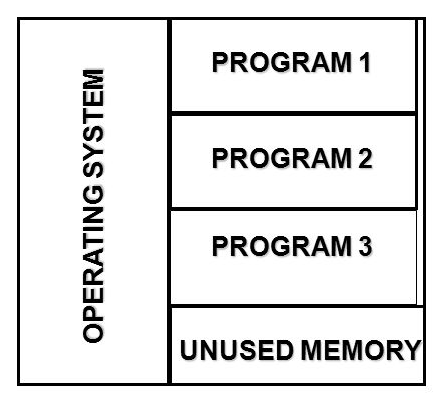 OPERATING SYSTEM
PROGRAM 1
PROGRAM 2
PROGRAM 3
UNUSED MEMORY